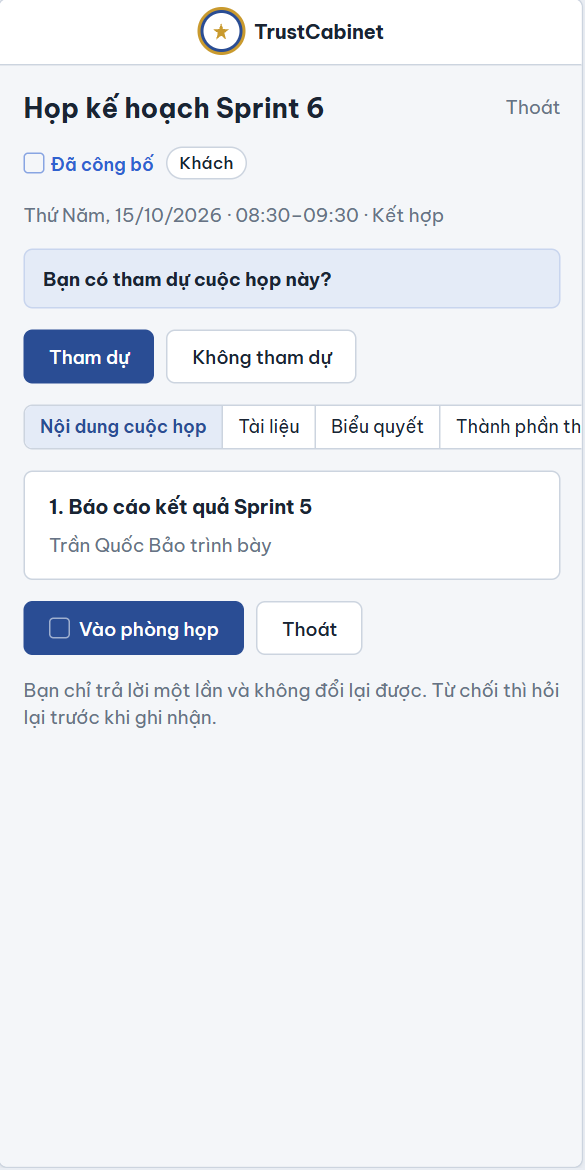 TrustCabinet
Họp kế hoạch Sprint 6
Thoát
Đã công bố
Khách
Thứ Năm, 15/10/2026 · 08:30–09:30 · Kết hợp
Bạn có tham dự cuộc họp này?
Tham dự
Không tham dự
Nội dung cuộc họp
Tài liệu
Biểu quyết
Thành phần th
1. Báo cáo kết quả Sprint 5
Trần Quốc Bảo trình bày
Vào phòng họp
Thoát
Bạn chỉ trả lời một lần và không đổi lại được. Từ chối thì hỏi
lại trước khi ghi nhận.